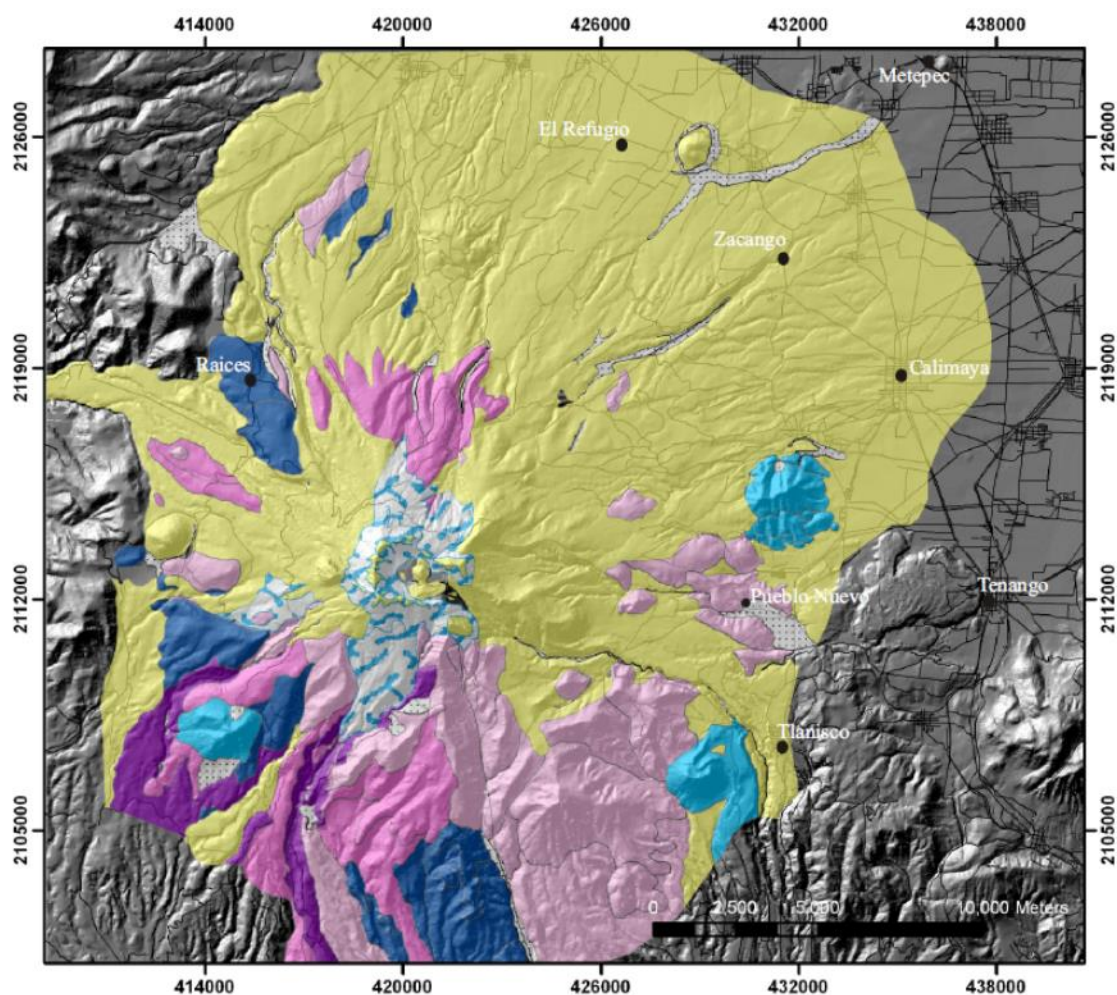 414000 420000 426000 432000 438000
Metepec
2126000 El Refugio 2126000
Zacango
2119000 Raices Calimaya 2119000
2112000 Pueblo Nuevo Tenango 2112000
Tlanisco
2105000 2105000
0 2,500 5,000 10,000 Meters
414000 420000 426000 432000 438000